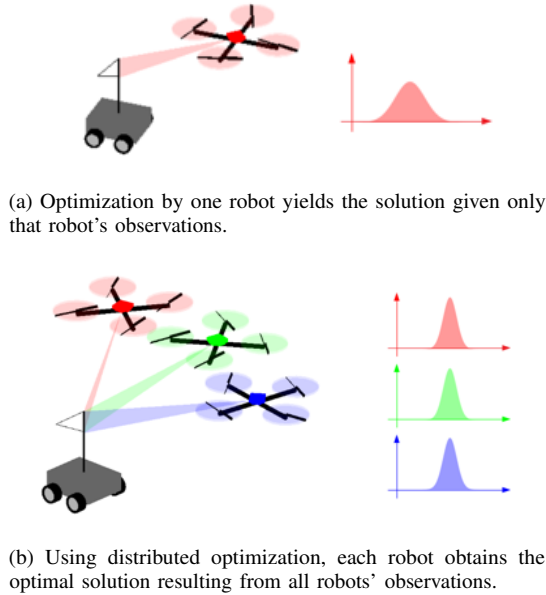 (a) Optimization by one robot yields the solution given only
that robot's observations.
(b) Using distributed optimization, each robot obtains the
optimal solution resulting from all robots' observations.